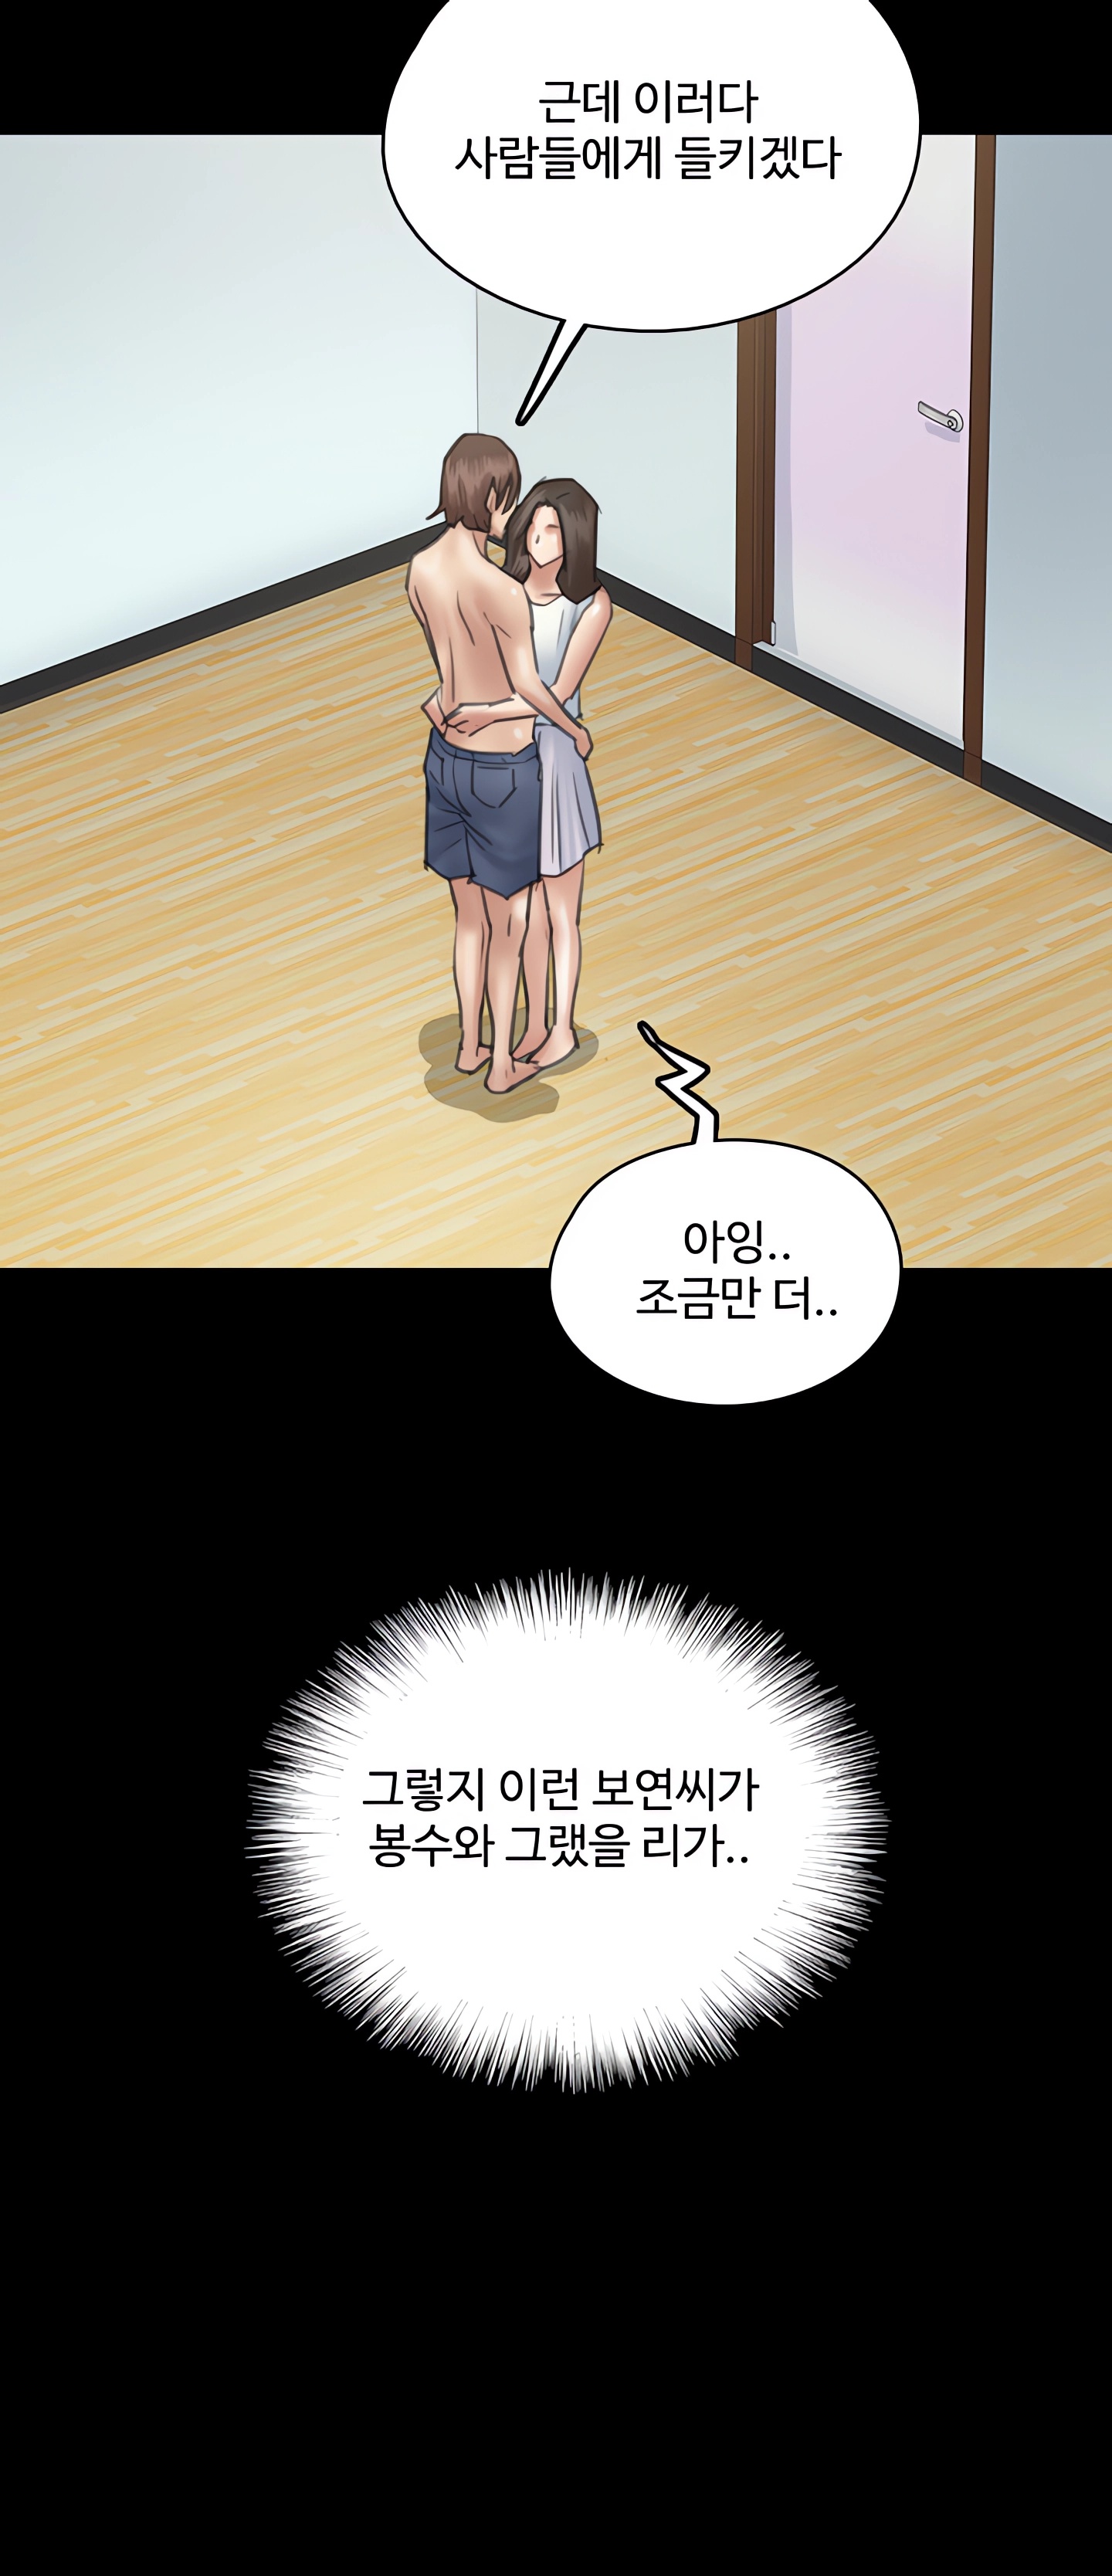 근데 이러다
사람들에게 들키겠다
아잉..
조금만 더..
그렇지 이런 보연씨가
봉수와 그랬을 리가..